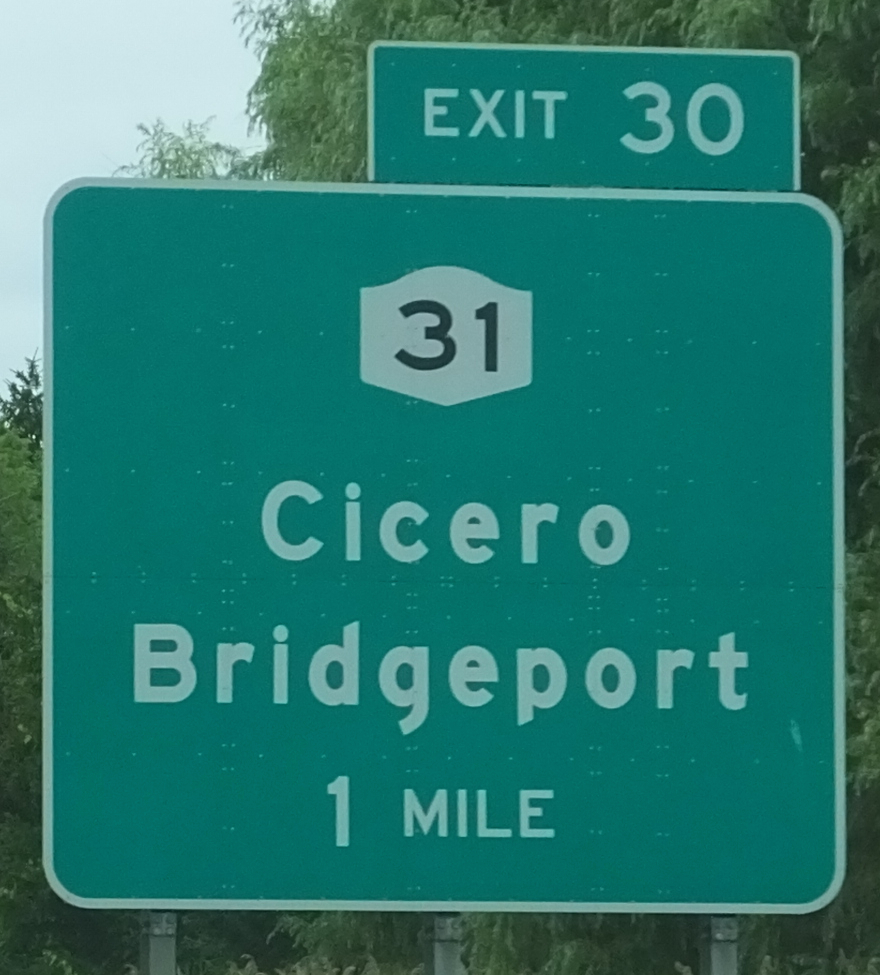 EXIT 30
31
Cicero
Bridgeport
1 MILE